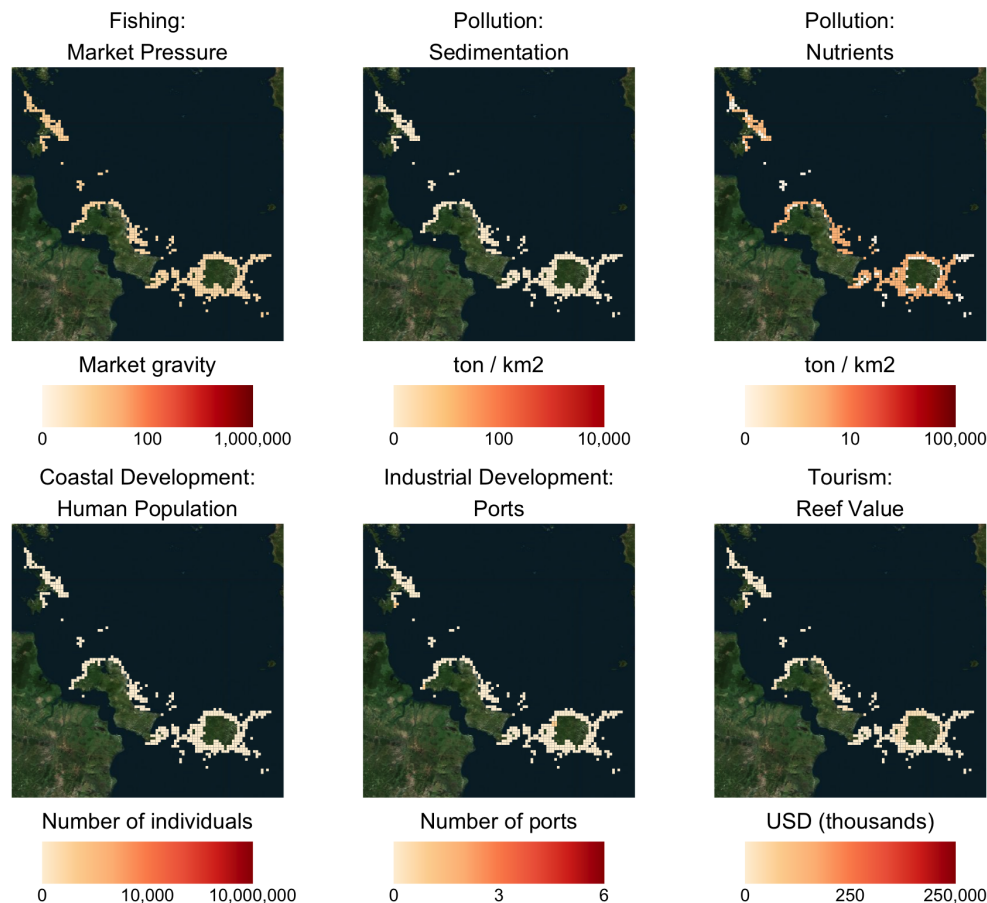 Fishing:
Market Pressure
Pollution:
Sedimentation
Pollution:
Nutrients
Market gravity
0 100 1,000,000
ton / km2
0 100 10,000
ton / km2
0 10 100,000
Coastal Development:
Human Population
Industrial Development:
Ports
Tourism:
Reef Value
Number of individuals
0 10,000 10,000,000
Number of ports
0 3 6
USD (thousands)
0 250 250,000